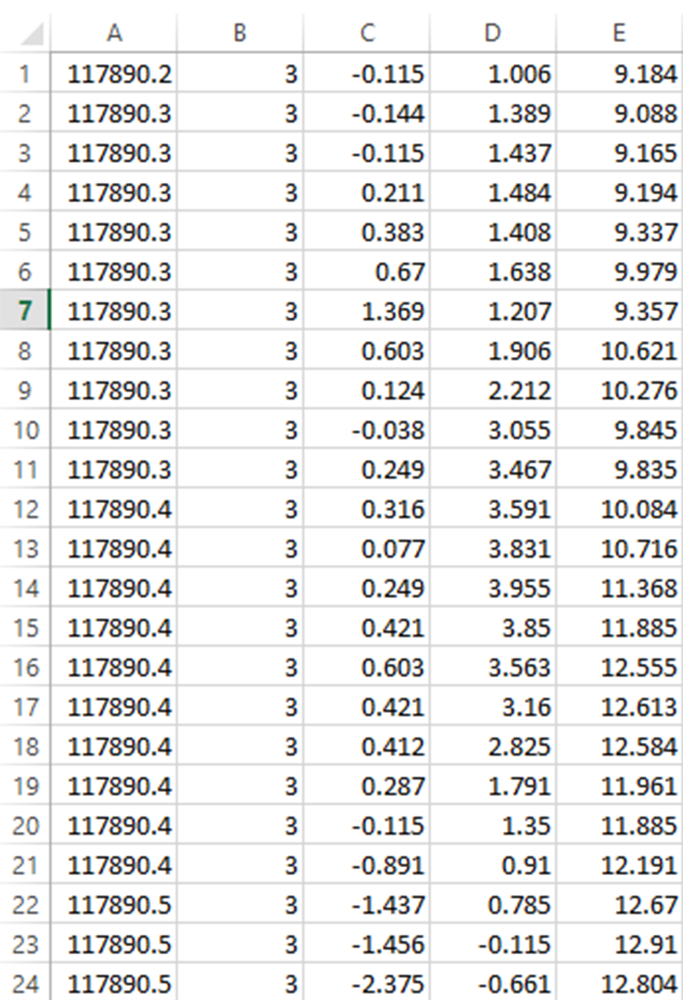 A B C D E
1 117890.2 3 -0.115 1.006 9.184
2 117890.3 3 -0.144 1.389 9.088
3 117890.3 3 -0.115 1.437 9.165
4 117890.3 3 0.211 1.484 9.194
5 117890.3 3 0.383 1.408 9.337
6 117890.3 3 0.67 1.638 9.979
7 117890.3 3 1.369 1.207 9.357
8 117890.3 3 0.603 1.906 10.621
9 117890.3 3 0.124 2.212 10.276
10 117890.3 3 -0.038 3.055 9.845
11 117890.3 3 0.249 3.467 9.835
12 117890.4 3 0.316 3.591 10.084
13 117890.4 3 0.077 3.831 10.716
14 117890.4 3 0.249 3.955 11.368
15 117890.4 3 0.421 3.85 11.885
16 117890.4 3 0.603 3.563 12.555
17 117890.4 3 0.421 3.16 12.613
18 117890.4 3 0.412 2.825 12.584
19 117890.4 3 0.287 1.791 11.961
20 117890.4 3 -0.115 1.35 11.885
21 117890.4 3 -0.891 0.91 12.191
22 117890.5 3 -1.437 0.785 12.67
23 117890.5 3 -1.456 -0.115 12.91
24 117890.5 3 -2.375 -0.661 12.804